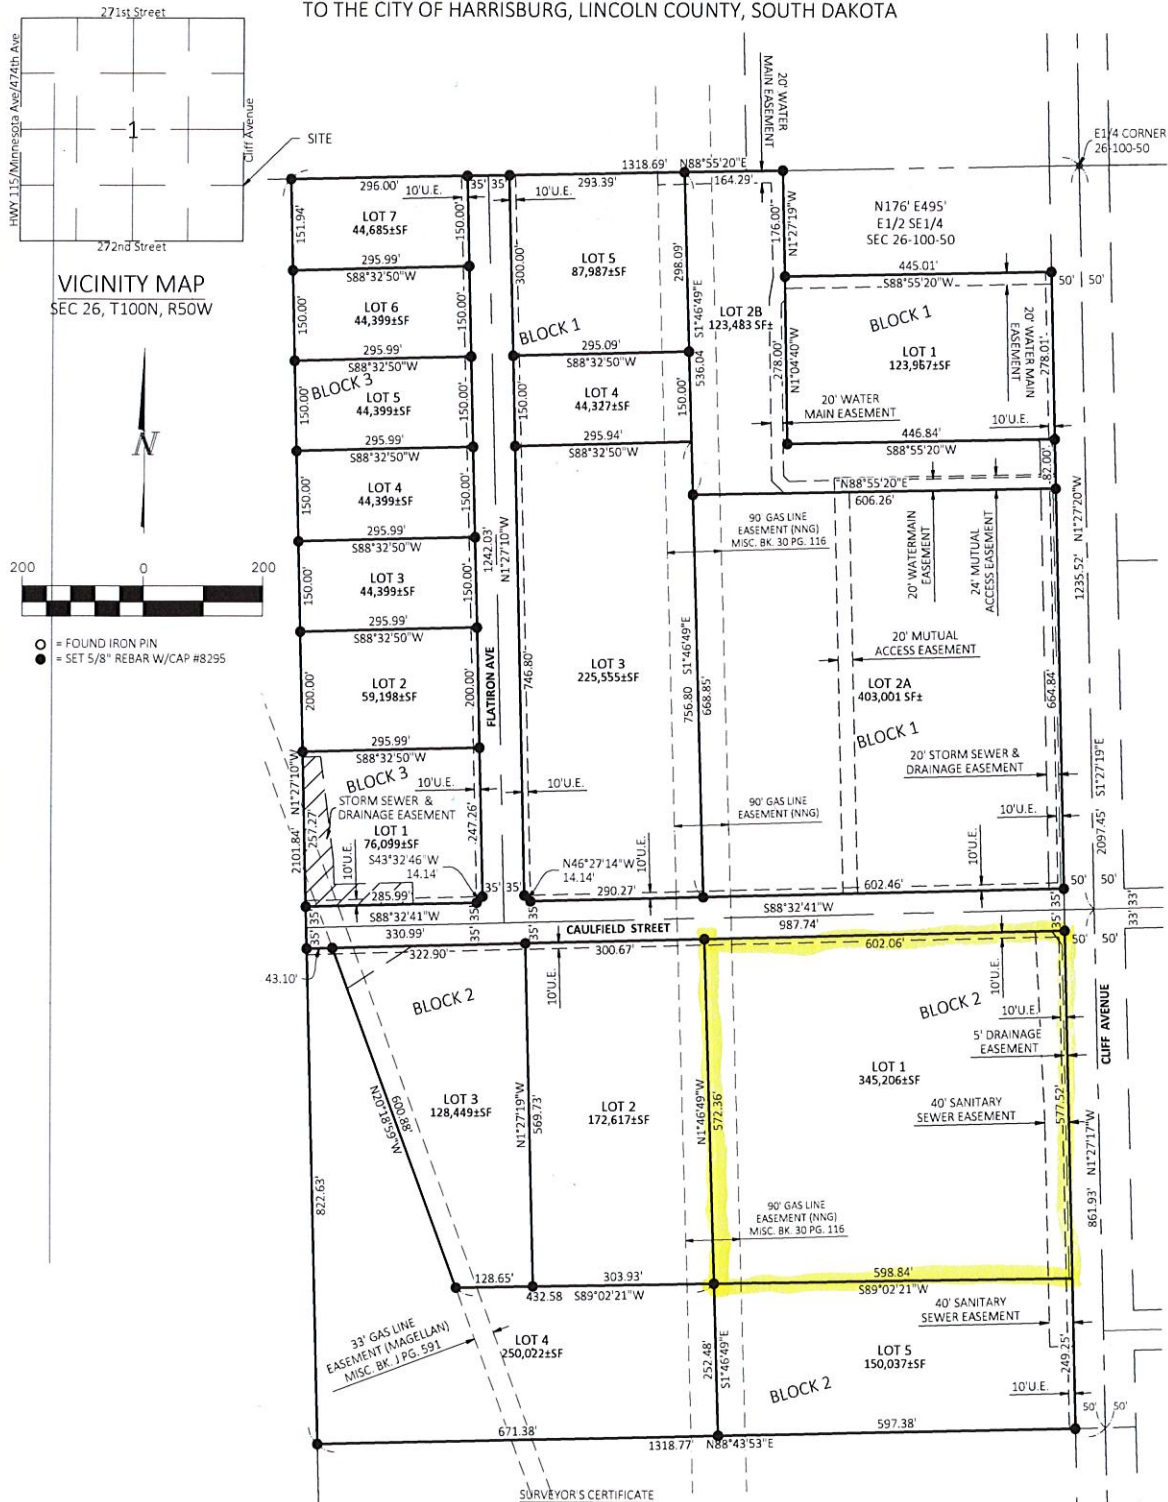 TO THE CITY OF HARRISBURG, LINCOLN COUNTY, SOUTH DAKOTA
271st Street
HWY 115/Minnesota Ave/474th Ave
1
Cliff Avenue
272nd Street
SITE
VICINITY MAP
SEC 26, T100N, R50W
N
200 0 200
= FOUND IRON PIN
= SET 5/8" REBAR W/CAP #8295
20' WATER
MAIN EASEMENT
E1/4 CORNER
26-100-50
1318.69' N88°55'20"E
296.00'
35' 35'
293.39'
164.29'
10'U.E.
10'U.E.
151.94'
LOT 7
44,685±SF
150.00'
295.99'
S88°32'50"W
LOT 6
44,399±SF
150.00'
150.00'
295.99'
S88°32'50"W
BLOCK 3
LOT 5
44,399±SF
150.00'
150.00'
295.99'
S88°32'50"W
LOT 4
44,399±SF
150.00'
150.00'
295.99'
S88°32'50"W
LOT 3
44,399±SF
150.00'
150.00'
295.99'
S88°32'50"W
LOT 2
59,198±SF
200.00'
200.00'
295.99'
S88°32'50"W
BLOCK 3
10'U.E.
10'U.E.
STORM SEWER &
DRAINAGE EASEMENT
LOT 1
76,099±SF
S43°32'46"W
14.14'
N1°27'10"W
2101.84'
257.27'
247.26'
10'U.E.
285.99'
S88°32'41"W
FLATIRON AVE
1242.03'
N1°27'10"W
300.00'
LOT 5
87,987±SF
298.09'
BLOCK 1
295.09'
S88°32'50"W
LOT 4
44,327±SF
150.00'
150.00'
295.94'
S88°32'50"W
S1°46'49"E
536.04
LOT 3
225,555±SF
746.80'
N46°27'14"W
14.14'
35' 35'
290.27'
10'U.E.
756.80 S1°46'49"E
668.85'
LOT 2B
123,483 SF±
179.00'
N1°27'19"W
N176' E495'
E1/2 SE1/4
SEC 26-100-50
445.01'
S88°55'20"W
50' 50'
BLOCK 1
LOT 1
123,967±SF
278.00'
N1°04'40"W
20' WATER MAIN
EASEMENT
278.01'
20' WATER
MAIN EASEMENT
10'U.E.
446.84'
S88°55'20"W
82.00'
N88°55'20"E
606.26'
90' GAS LINE
EASEMENT (NNG)
MISC. BK. 30 PG. 116
20' WATERMAIN
EASEMENT
24' MUTUAL
ACCESS EASEMENT
1235.52' N1°27'20"W
20' MUTUAL
ACCESS EASEMENT
LOT 2A
403,001 SF±
664.84'
BLOCK 1
20' STORM SEWER &
DRAINAGE EASEMENT
90' GAS LINE
EASEMENT (NNG)
10'U.E.
10'U.E.
2097.45' S1°27'19"E
602.46'
S88°32'41"W
50' 50'
35' 35'
33' 33'
35' 35'
CAULFIELD STREET
987.74'
35' 35'
330.99'
35' 35'
322.90'
300.67'
602.06'
50' 50'
43.10'
BLOCK 2
10'U.E.
BLOCK 2
10'U.E.
10'U.E.
5' DRAINAGE
EASEMENT
CLIFF AVENUE
LOT 1
345,206±SF
600.88'
N20°18'59"W
LOT 3
128,449±SF
N1°27'19"W
569.73'
LOT 2
172,617±SF
N1°46'49"W
572.36'
40' SANITARY
SEWER EASEMENT
577.52'
861.93' N1°27'17"W
822.63'
90' GAS LINE
EASEMENT (NNG)
MISC. BK. 30 PG. 116
128.65'
303.93'
598.84'
432.58 S89°02'21"W
S89°02'21"W
40' SANITARY
SEWER EASEMENT
33' GAS LINE
EASEMENT (MAGELLAN)
MISC. BK. J PG. 591
LOT 4
250,022±SF
252.48'
S1°46'49"E
LOT 5
150,037±SF
249.25'
BLOCK 2
10'U.E.
50' 50'
671.38'
597.38'
1318.77' N88°43'53"E
SURVEYOR'S CERTIFICATE